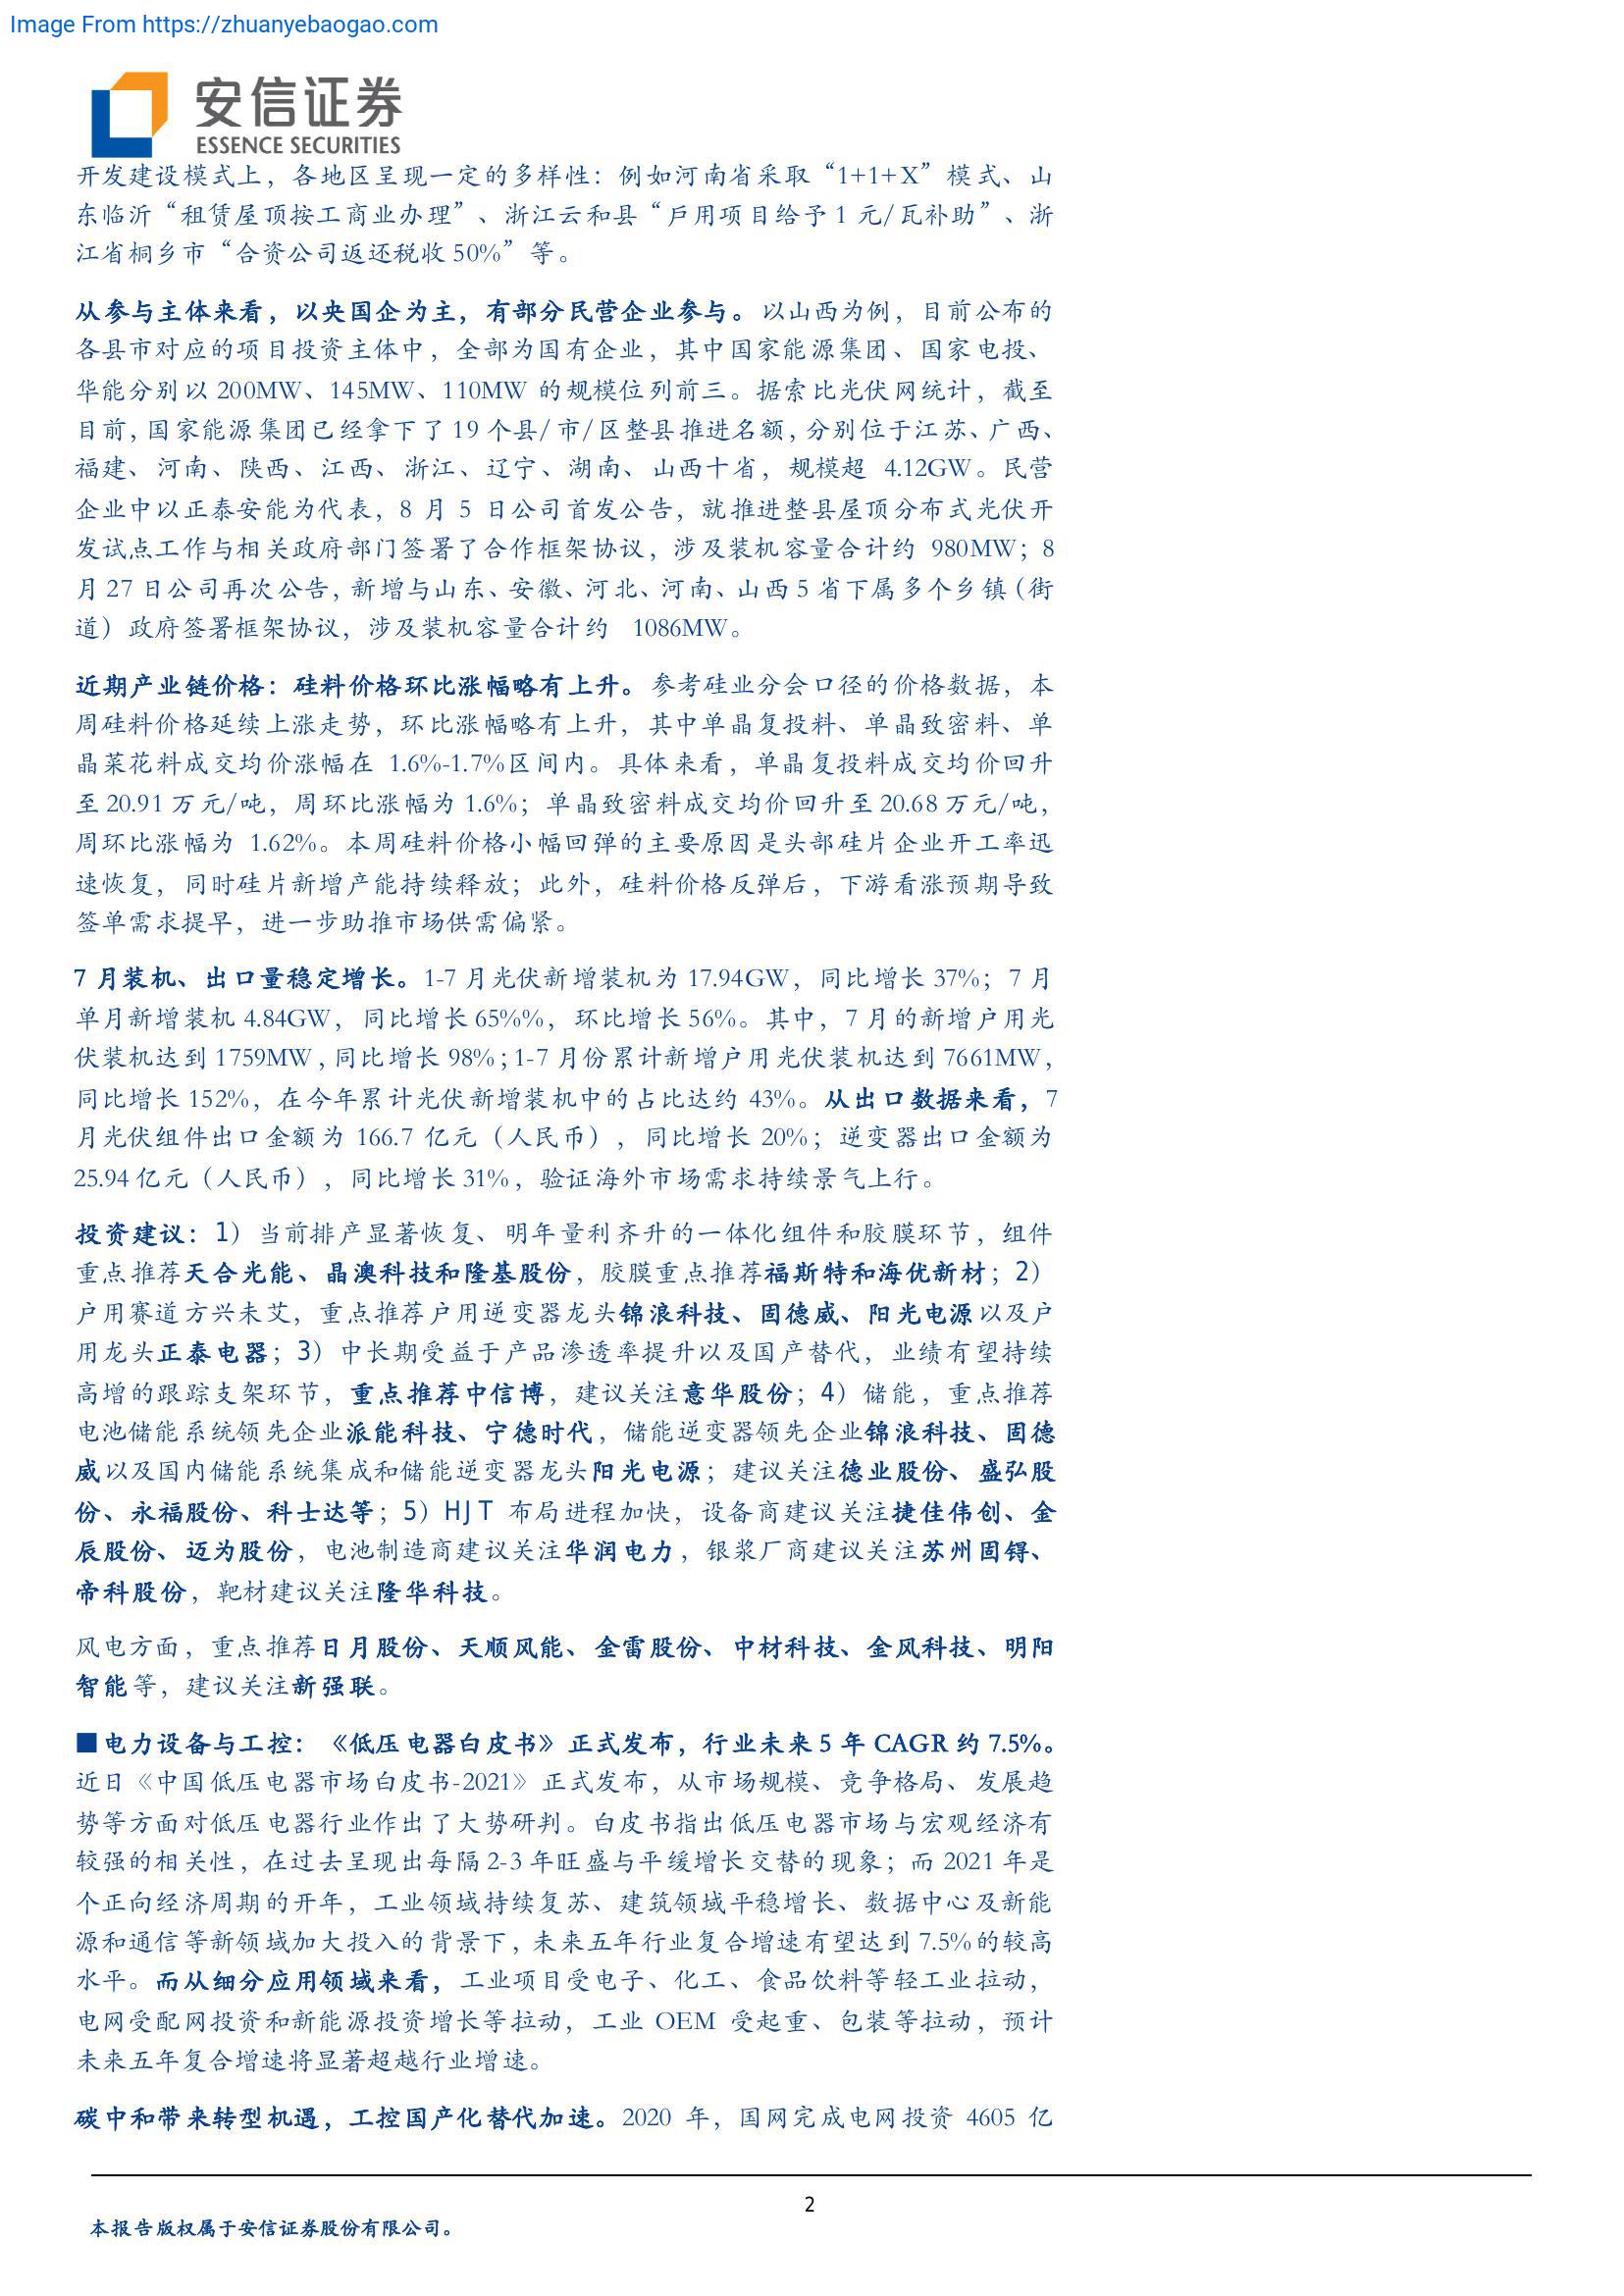 Image From https://zhuanyebaogao.com
安信证券
ESSENCE SECURITIES
开发建设模式上，各地区呈现一定的多样性：例如河南省采取“1+1+X”模式、山
东临沂“租赁屋顶按工商业办理”、浙江云和县“戶用项目给予 1 元/瓦补助”、浙
江省桐乡市“合资公司返还税收 50%”等。
从参与主体来看，以央国企为主，有部分民营企业参与。以山西为例，目前公布的
各县市对应的项目投资主体中，全部为国有企业，其中国家能源集团、国家电投、
华能分别以 200MW、145MW、110MW 的规模位列前三。据索比光伏网统计，截至
目前，国家能源集团已经拿下了 19 个县/市/区整县推进名额，分别位于江苏、广西、
福建、河南、陕西、江西、浙江、辽宁、湖南、山西十省，规模超 4.12GW。民营
企业中以正泰安能为代表，8 月 5 日公司首发公告，就推进整县屋顶分布式光伏开
发试点工作与相关政府部门签署了合作框架协议，涉及装机容量合计约 980MW；8
月 27 日公司再次公告，新增与山东、安徽、河北、河南、山西 5 省下属多个乡镇（街
道）政府签署框架协议，涉及装机容量合计约 1086MW。
近期产业链价格：硅料价格环比涨幅略有上升。参考硅业分会口径的价格数据，本
周硅料价格延续上涨走势，环比涨幅略有上升，其中单晶复投料、单晶致密料、单
晶菜花料成交均价涨幅在 1.6%-1.7%区间内。具体来看，单晶复投料成交均价回升
至 20.91 万元/吨，周环比涨幅为 1.6%；单晶致密料成交均价回升至 20.68 万元/吨，
周环比涨幅为 1.62%。本周硅料价格小幅回弹的主要原因是头部硅片企业开工率迅
速恢复，同时硅片新增产能持续释放；此外，硅料价格反弹后，下游看涨预期导致
签单需求提早，进一步助推市场供需偏紧。
7 月装机、出口量稳定增长。1-7 月光伏新增装机为 17.94GW，同比增长 37%；7 月
单月新增装机 4.84GW，同比增长 65%%，环比增长 56%。其中，7 月的新增户用光
伏装机达到 1759MW，同比增长 98%；1-7 月份累计新增户用光伏装机达到 7661MW，
同比增长 152%，在今年累计光伏新增装机中的占比达约 43%。从出口数据来看，7
月光伏组件出口金额为 166.7 亿元（人民币），同比增长 20%；逆变器出口金额为
25.94 亿元（人民币），同比增长 31%，验证海外市场需求持续景气上行。
投资建议：1）当前排产显著恢复、明年量利齐升的一体化组件和胶膜环节，组件
重点推荐天合光能、晶澳科技和隆基股份，胶膜重点推荐福斯特和海优新材；2）
户用赛道方兴未艾，重点推荐户用逆变器龙头锦浪科技、固德威、阳光电源以及户
用龙头正泰电器；3）中长期受益于产品渗透率提升以及国产替代，业绩有望持续
高增的跟踪支架环节，重点推荐中信博，建议关注意华股份；4）储能，重点推荐
电池储能系统领先企业派能科技、宁德时代，储能逆变器领先企业锦浪科技、固德
威以及国内储能系统集成和储能逆变器龙头阳光电源；建议关注德业股份、盛弘股
份、永福股份、科士达等；5）HJT 布局进程加快，设备商建议关注捷佳伟创、金
辰股份、迈为股份，电池制造商建议关注华润电力，银浆厂商建议关注苏州固锝、
帝科股份，靶材建议关注隆华科技。
风电方面，重点推荐日月股份、天顺风能、金雷股份、中材科技、金风科技、明阳
智能等，建议关注新强联。
■电力设备与工控：《低压电器白皮书》正式发布，行业未来 5 年 CAGR 约 7.5%。
近日《中国低压电器市场白皮书-2021》正式发布，从市场规模、竞争格局、发展趋
势等方面对低压电器行业作出了大势研判。白皮书指出低压电器市场与宏观经济有
较强的相关性，在过去呈现出每隔 2-3 年旺盛与平缓增长交替的现象；而 2021 年是
个正向经济周期的开年，工业领域持续复苏、建筑领域平稳增长、数据中心及新能
源和通信等新领域加大投入的背景下，未来五年行业复合增速有望达到 7.5%的较高
水平。而从细分应用领域来看，工业项目受电子、化工、食品饮料等轻工业拉动，
电网受配网投资和新能源投资增长等拉动，工业 OEM 受起重、包装等拉动，预计
未来五年复合增速将显著超越行业增速。
碳中和带来转型机遇，工控国产化替代加速。2020 年，国网完成电网投资 4605 亿
2
本报告版权属于安信证券股份有限公司。